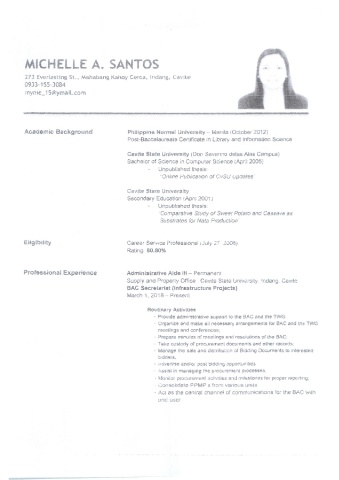 MICHELLE A. SANTOS
273 Everlasting St., Mahabang Kahoy Cerca, Indang, Cavite
0933-155-3084
Academic Background
Philippine Normal University – Manila (October 2012)
Post-Baccalaureate Certificate in Library and Information Science
Cavite State University (Don Severino delas Alas Campus)
Bachelor of Science in Computer Science (April 2005)
- Unpublished thesis:
"Online Publication of CvSU Updates
Cavite State University
Secondary Education (April 2001)
- Unpublished thesis:
"Comparative Study of Sweet Potato and Cassava as
Substrates for Nata Production
Eligibility
Career Service Professional (July 27, 2008)
Rating: 80.80%
Professional Experience
Administrative Aide III – Permanent
Supply and Property Office, Cavite State University, Indang, Cavite
BAC Secretariat (Infrastructure Projects)
March 1, 2018 – Present
Routinary Activities
- Provide administrative support to the BAC and the TWG
- Organize and make all necessary arrangements for BAC and the TWG
meetings and conferences.
- Prepare minutes of meetings and resolutions of the BAC.
- Take custody of procurement documents and other records.
- Manage the sale and distribution of Bidding Documents to interested
bidders.
- Advertise and/or post bidding opportunities.
- Assist in managing the procurement processes.
- Monitor procurement activities and milestones for proper reporting.
- Consolidate PPMP's from various units
- Act as the central channel of communications for the BAC with
end user